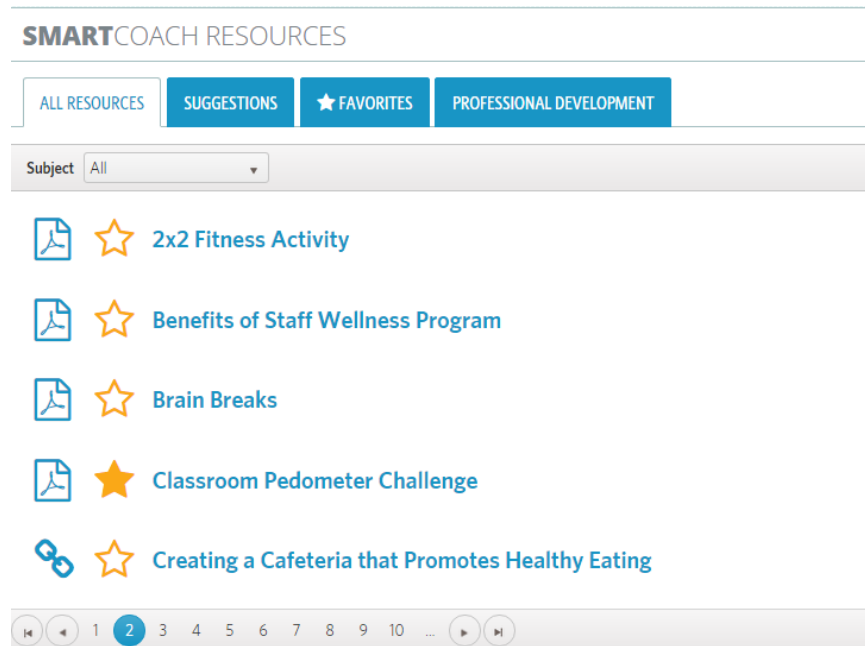 SMARTCOACH RESOURCES
ALL RESOURCES SUGGESTIONS FAVORITES PROFESSIONAL DEVELOPMENT
Subject All
2x2 Fitness Activity
Benefits of Staff Wellness Program
Brain Breaks
Classroom Pedometer Challenge
Creating a Cafeteria that Promotes Healthy Eating
1 2 3 4 5 6 7 8 9 10 ...